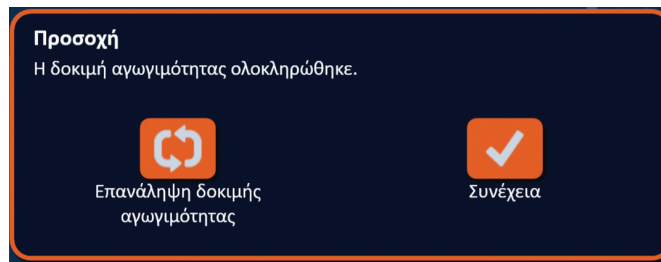 Προσοχή
Η δοκιμή αγωγιμότητας ολοκληρώθηκε.
Επανάληψη δοκιμής
αγωγιμότητας
Συνέχεια